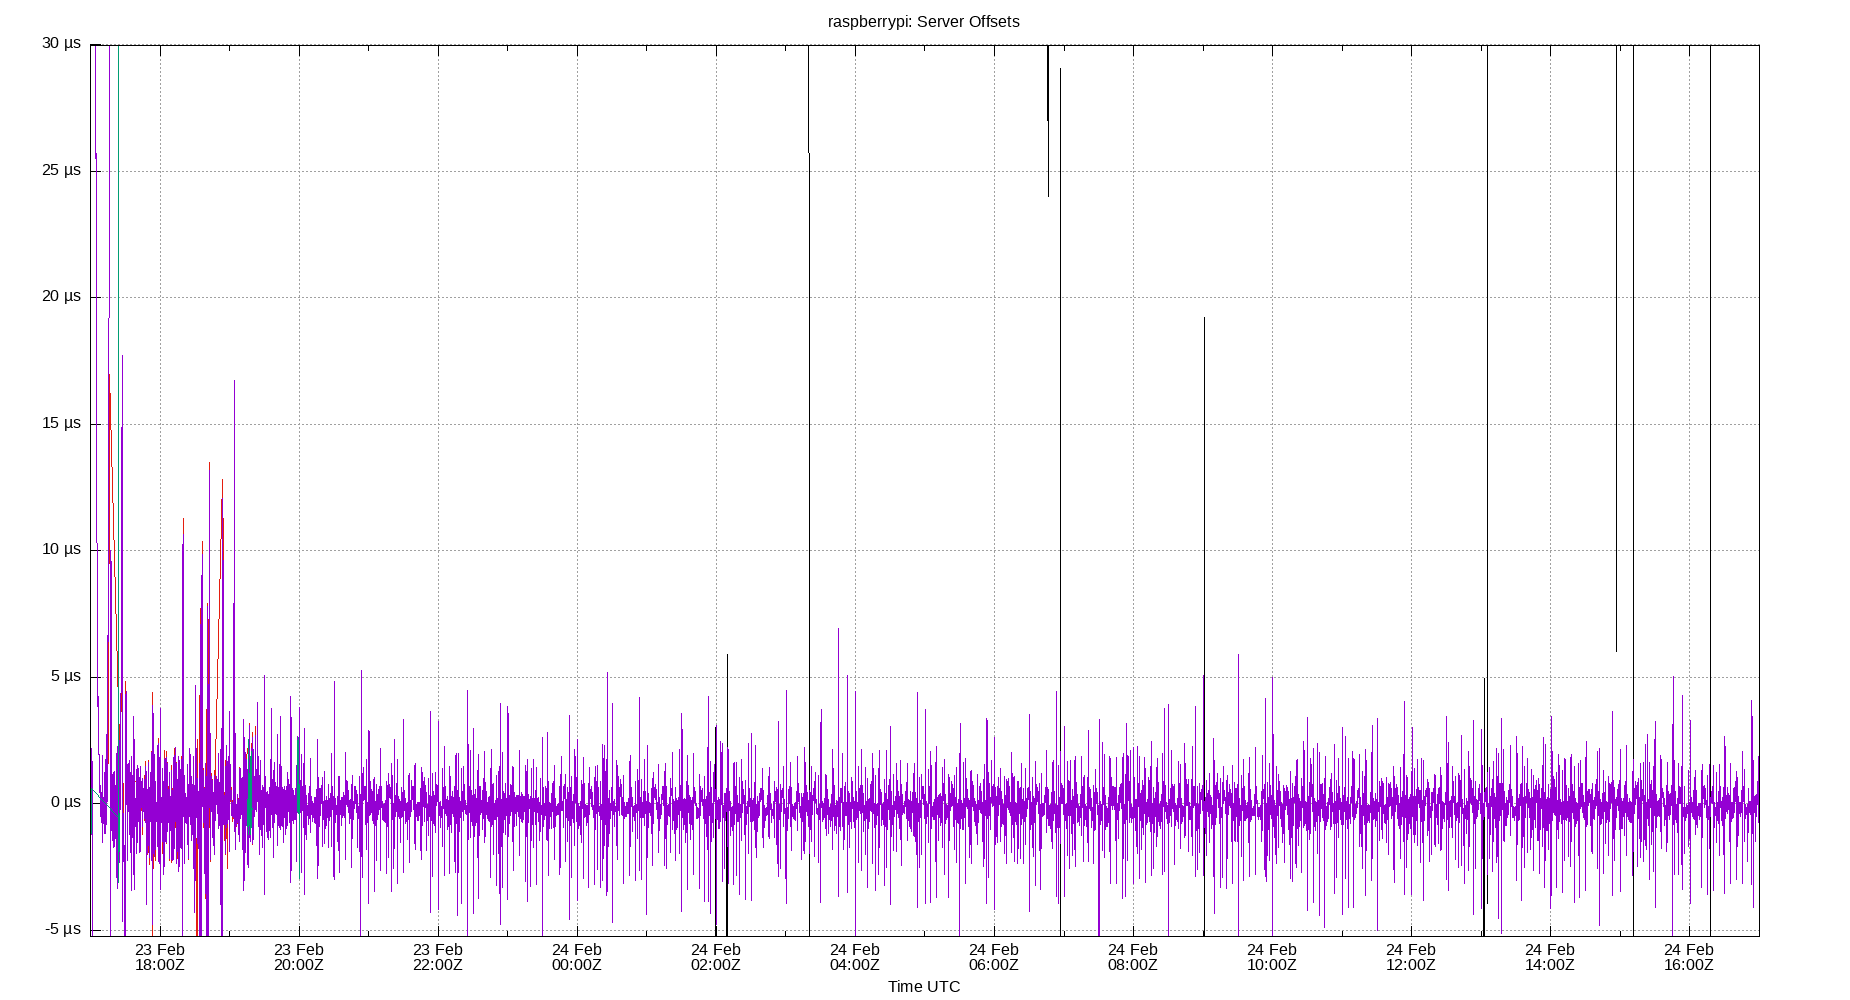 raspberrypi: Server Offsets
30 µs
25 µs
20 µs
15 µs
10 µs
5 µs
0 µs
-5 µs
23 Feb 23 Feb 23 Feb 24 Feb 24 Feb 24 Feb 24 Feb 24 Feb 24 Feb 24 Feb 24 Feb 24 Feb
18:00Z 20:00Z 22:00Z 00:00Z 02:00Z 04:00Z 06:00Z 08:00Z 10:00Z 12:00Z 14:00Z 16:00Z
Time UTC